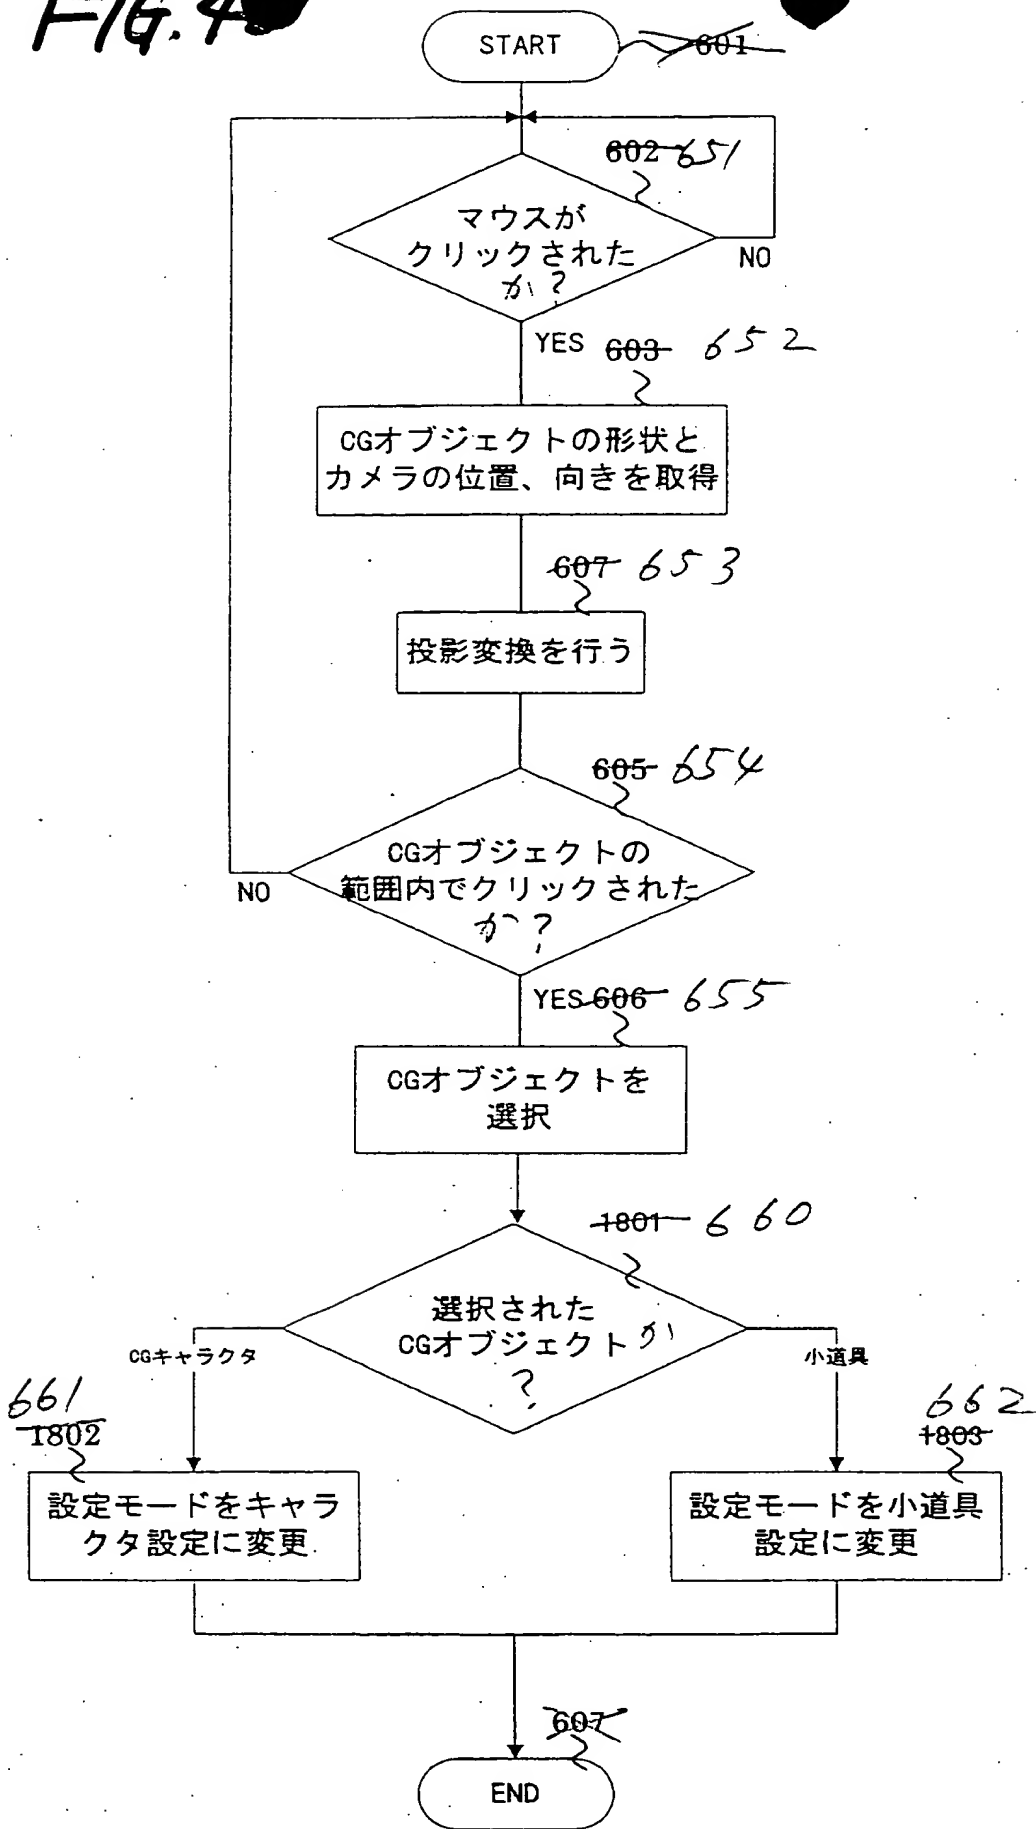 FIG. 4
START
601
602 651
マウスが
クリックされた
か?
NO
YES
603 652
CGオブジェクトの形状と
カメラの位置、向きを取得
607 653
投影変換を行う
605 654
CGオブジェクトの
範囲内でクリックされた
か?
NO
YES
606 655
CGオブジェクトを
選択
1801 660
選択された
CGオブジェクトか
?
CGキャラクタ
小道具
661
1802
662
1803
設定モードをキャラ
クタ設定に変更
設定モードを小道具
設定に変更
607
END